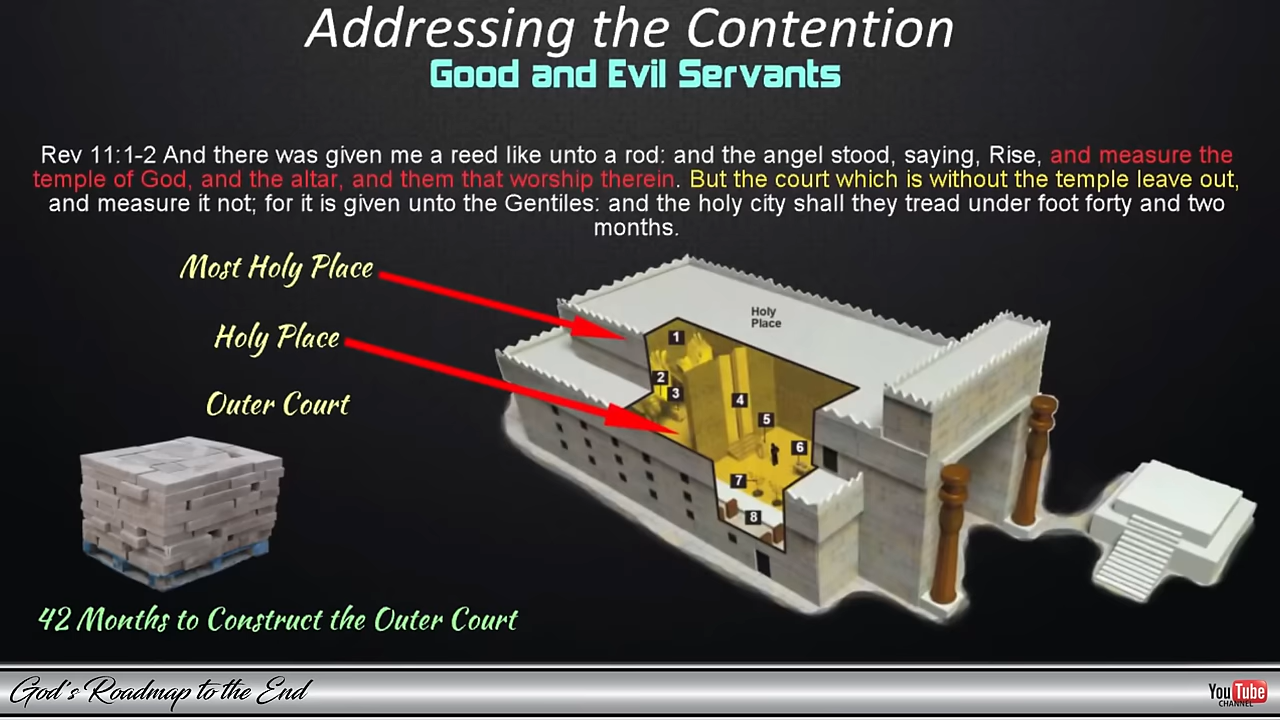 Addressing the Contention
Good and Evil Servants
Rev 11:1-2 And there was given me a reed like unto a rod: and the angel stood, saying, Rise, and measure the
temple of God, and the altar, and them that worship therein. But the court which is without the temple leave out,
and measure it not; for it is given unto the Gentiles: and the holy city shall they tread under foot forty and two
months.
Most Holy Place
Holy
Place
1
Holy Place
2
3
4
Outer Court
5
6
7
8
42 Months to Construct the Outer Court
God's Roadmap to the End
YouTube
CHANNEL